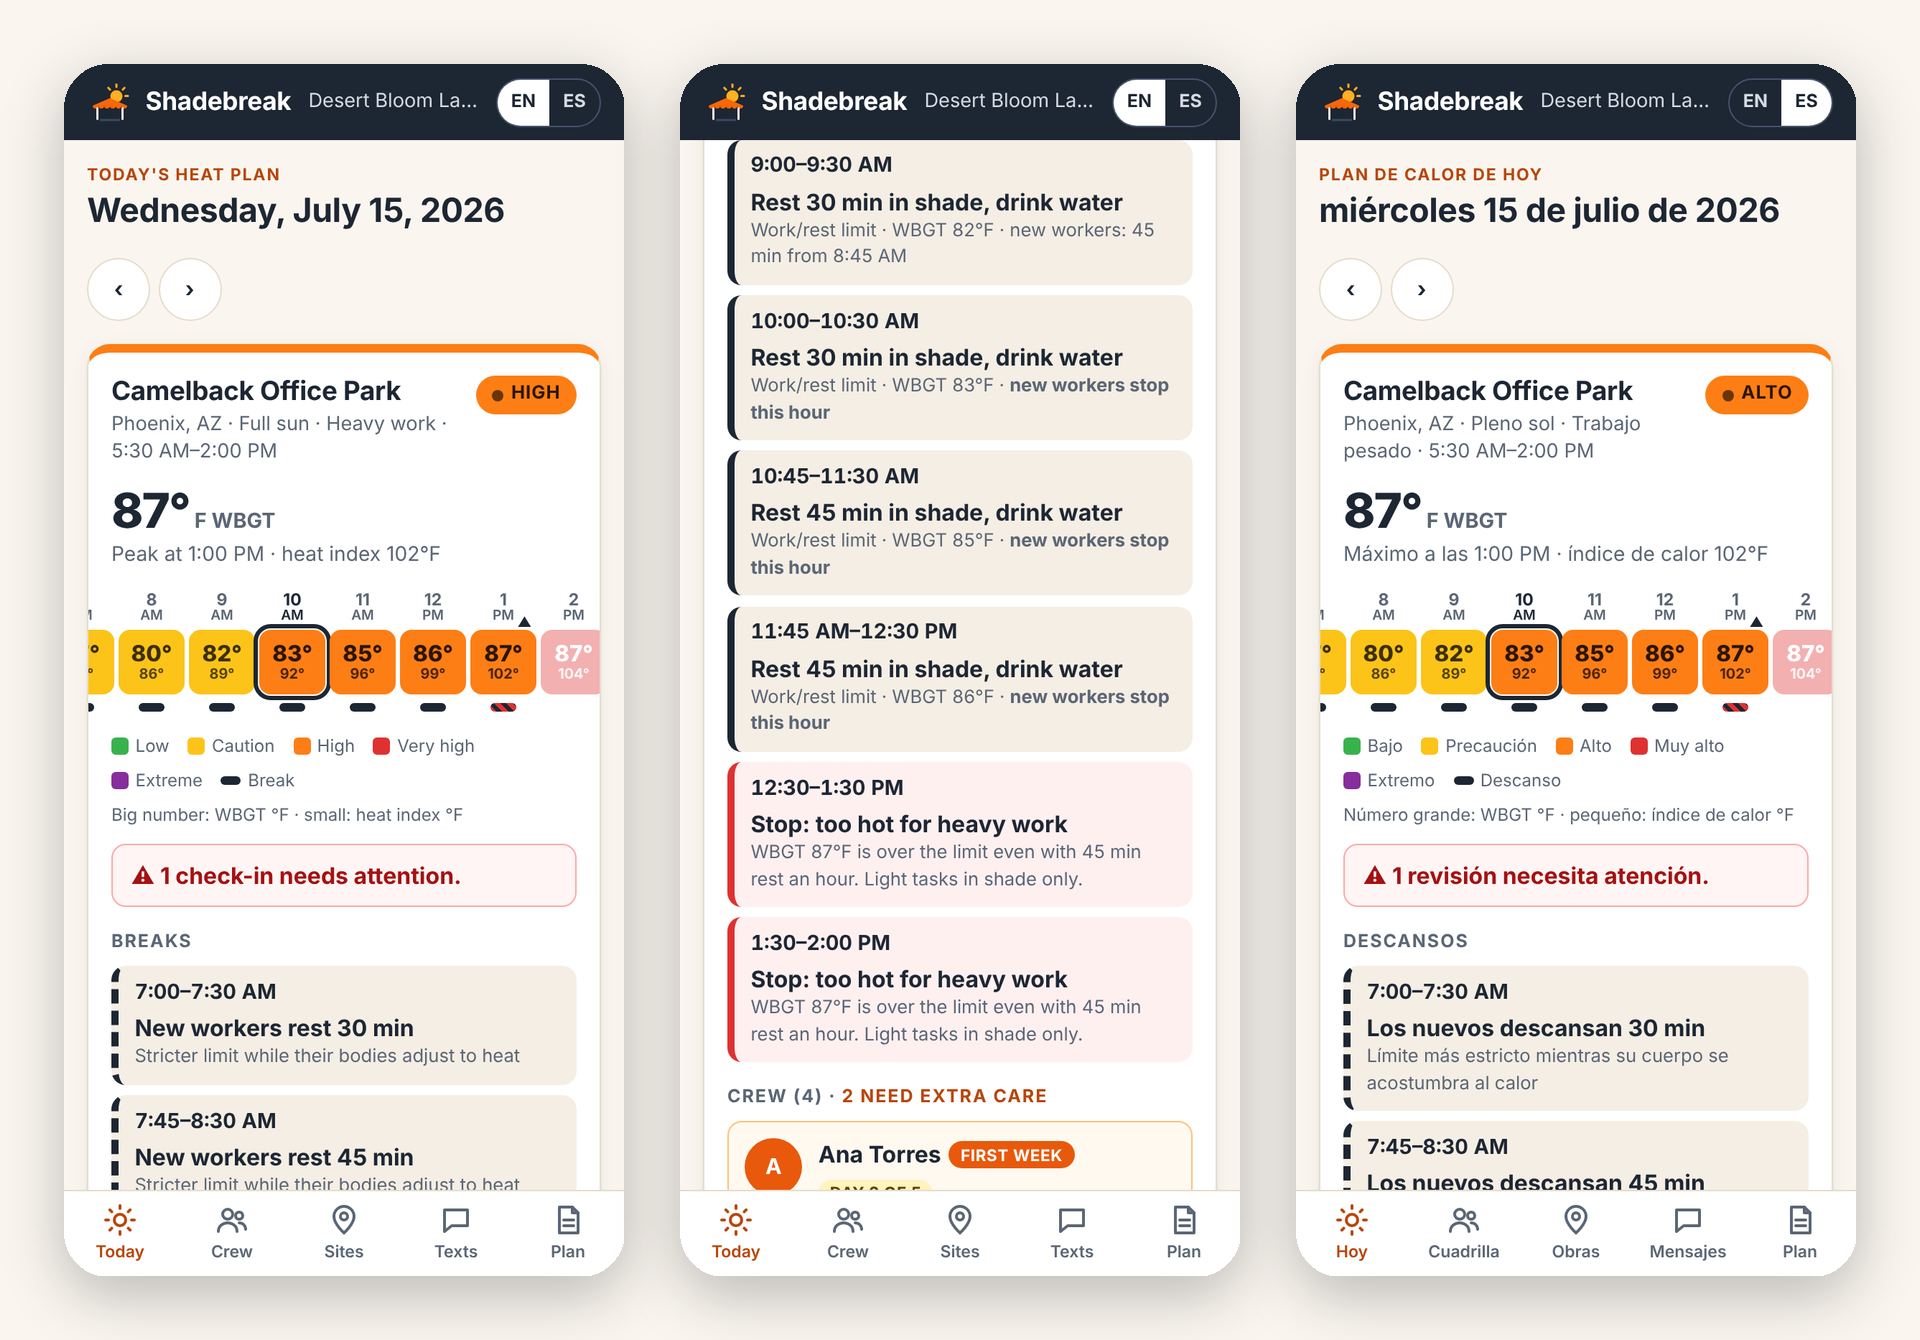 Shadebreak Desert Bloom La... EN ES
TODAY'S HEAT PLAN
Wednesday, July 15, 2026
‹ ›
Camelback Office Park HIGH
Phoenix, AZ · Full sun · Heavy work ·
5:30 AM–2:00 PM
87° F WBGT
Peak at 1:00 PM · heat index 102°F
8 9 10 11 12 1 2
AM AM AM AM PM PM PM
80° 82° 83° 85° 86° 87° 87°
86° 89° 92° 96° 99° 102° 104°
Low Caution High Very high
Extreme Break
Big number: WBGT °F · small: heat index °F
1 check-in needs attention.
BREAKS
7:00–7:30 AM
New workers rest 30 min
Stricter limit while their bodies adjust to heat
7:45–8:30 AM
New workers rest 45 min
Stricter limit while their bodies adjust to heat
Today Crew Sites Texts Plan
Shadebreak Desert Bloom La... EN ES
9:00–9:30 AM
Rest 30 min in shade, drink water
Work/rest limit · WBGT 82°F · new workers: 45
min from 8:45 AM
10:00–10:30 AM
Rest 30 min in shade, drink water
Work/rest limit · WBGT 83°F · new workers stop
this hour
10:45–11:30 AM
Rest 45 min in shade, drink water
Work/rest limit · WBGT 85°F · new workers stop
this hour
11:45 AM–12:30 PM
Rest 45 min in shade, drink water
Work/rest limit · WBGT 86°F · new workers stop
this hour
12:30–1:30 PM
Stop: too hot for heavy work
WBGT 87°F is over the limit even with 45 min
rest an hour. Light tasks in shade only.
1:30–2:00 PM
Stop: too hot for heavy work
WBGT 87°F is over the limit even with 45 min
rest an hour. Light tasks in shade only.
CREW (4) · 2 NEED EXTRA CARE
A Ana Torres FIRST WEEK
Today Crew Sites Texts Plan
Shadebreak Desert Bloom La... EN ES
PLAN DE CALOR DE HOY
miércoles 15 de julio de 2026
‹ ›
Camelback Office Park ALTO
Phoenix, AZ · Pleno sol · Trabajo
pesado · 5:30 AM–2:00 PM
87° F WBGT
Máximo a las 1:00 PM · índice de calor 102°F
8 9 10 11 12 1 2
AM AM AM AM PM PM PM
80° 82° 83° 85° 86° 87° 87°
86° 89° 92° 96° 99° 102° 104°
Bajo Precaución Alto Muy alto
Extremo Descanso
Número grande: WBGT °F · pequeño: índice de calor °F
1 revisión necesita atención.
DESCANSOS
7:00–7:30 AM
Los nuevos descansan 30 min
Límite más estricto mientras su cuerpo se
acostumbra al calor
7:45–8:30 AM
Los nuevos descansan 45 min
Hoy Cuadrilla Obras Mensajes Plan